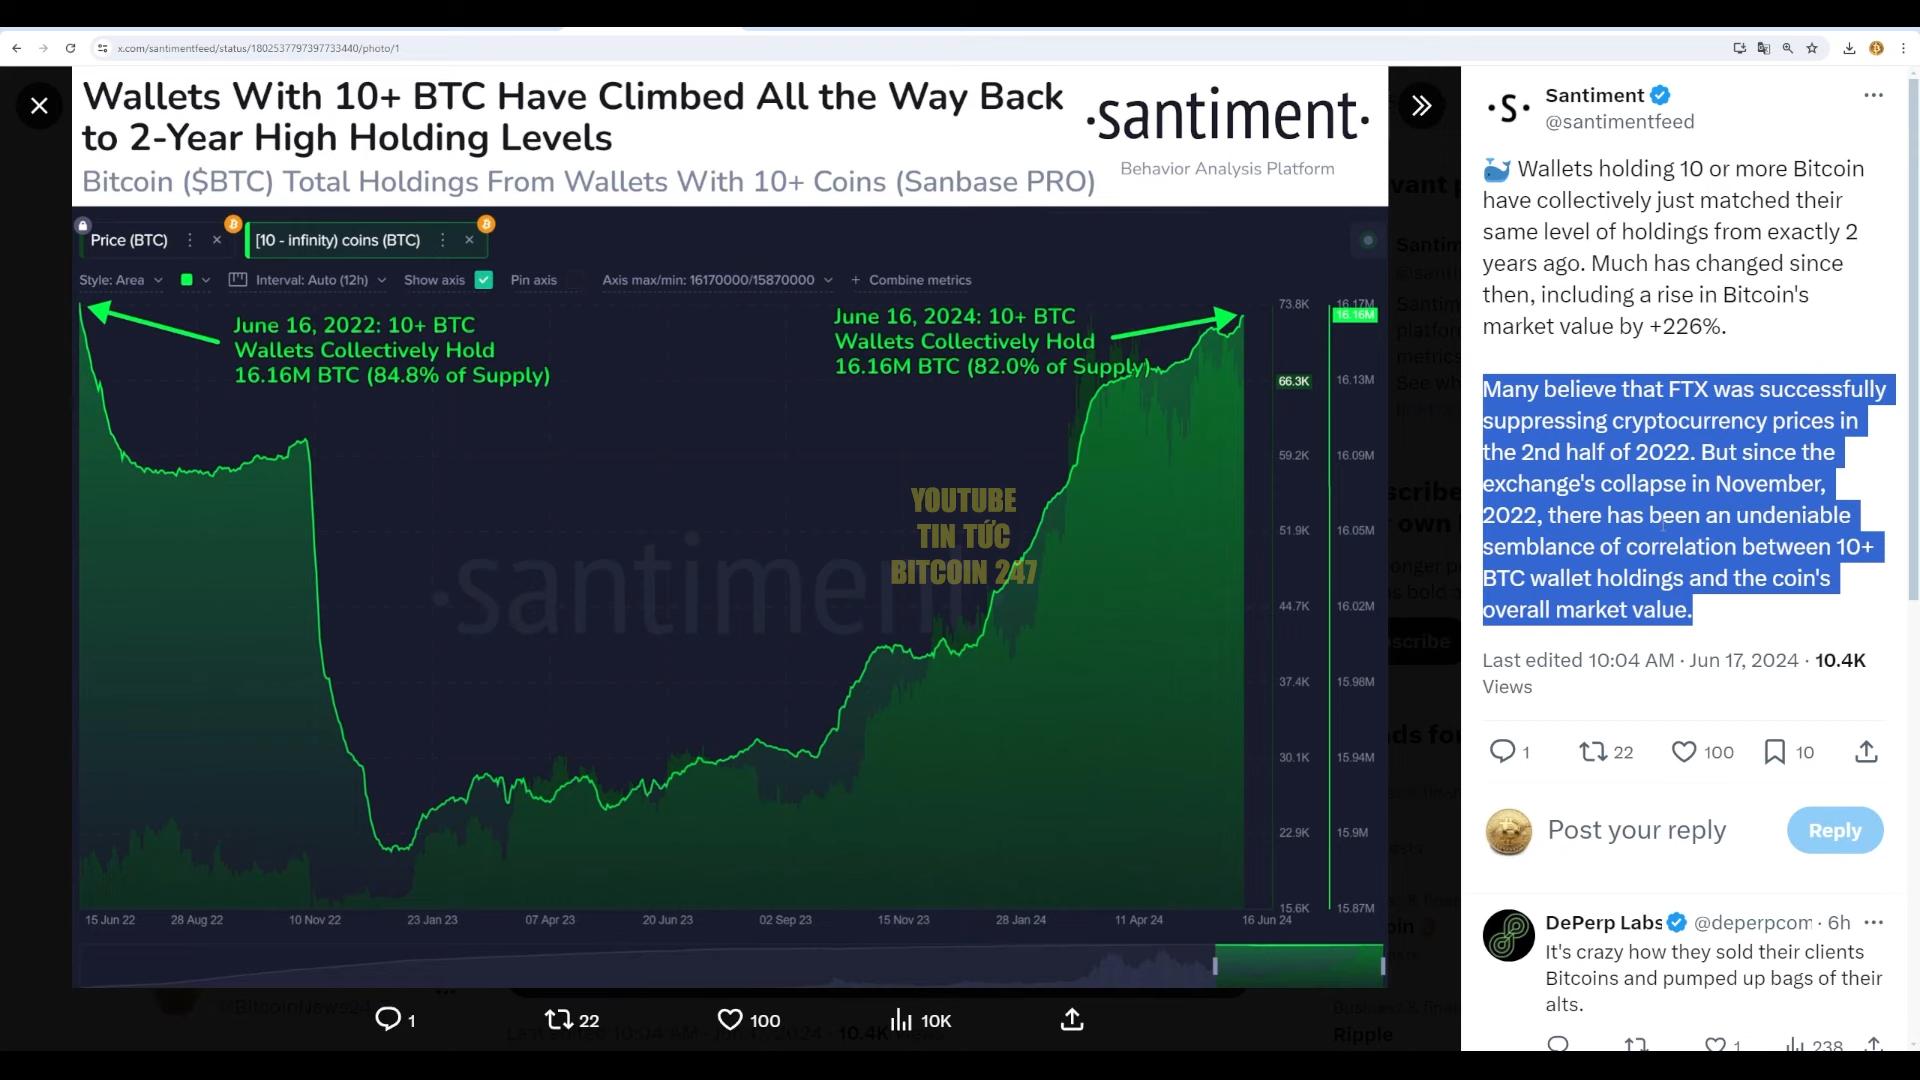 x.com/santimentfeed/status/1802537797397733440/photo/1
Wallets With 10+ BTC Have Climbed All the Way Back
to 2-Year High Holding Levels
Bitcoin ($BTC) Total Holdings From Wallets With 10+ Coins (Sanbase PRO)
·santiment·
Behavior Analysis Platform
Price (BTC)
[10 - infinity) coins (BTC)
Style: Area
Interval: Auto (12h)
Show axis
Pin axis
Axis max/min: 16170000/15870000
+ Combine metrics
June 16, 2022: 10+ BTC
Wallets Collectively Hold
16.16M BTC (84.8% of Supply)
June 16, 2024: 10+ BTC
Wallets Collectively Hold
16.16M BTC (82.0% of Supply)
73.8K
66.3K
59.2K
51.9K
44.7K
37.4K
30.1K
22.9K
15.6K
16.17M
16.16M
16.13M
16.09M
16.05M
16.02M
15.98M
15.94M
15.9M
15.87M
·santiment·
YOUTUBE
TIN TỨC
BITCOIN 247
15 Jun 22
28 Aug 22
10 Nov 22
23 Jan 23
07 Apr 23
20 Jun 23
02 Sep 23
15 Nov 23
28 Jan 24
11 Apr 24
16 Jun 24
1
22
100
10K
Ripple
Santiment
@santimentfeed
Wallets holding 10 or more Bitcoin
have collectively just matched their
same level of holdings from exactly 2
years ago. Much has changed since
then, including a rise in Bitcoin's
market value by +226%.
Many believe that FTX was successfully
suppressing cryptocurrency prices in
the 2nd half of 2022. But since the
exchange's collapse in November,
2022, there has been an undeniable
semblance of correlation between 10+
BTC wallet holdings and the coin's
overall market value.
Last edited 10:04 AM · Jun 17, 2024 · 10.4K
Views
1
22
100
10
Post your reply
Reply
DePerp Labs @deperpcom · 6h
It's crazy how they sold their clients
Bitcoins and pumped up bags of their
alts.
1
238